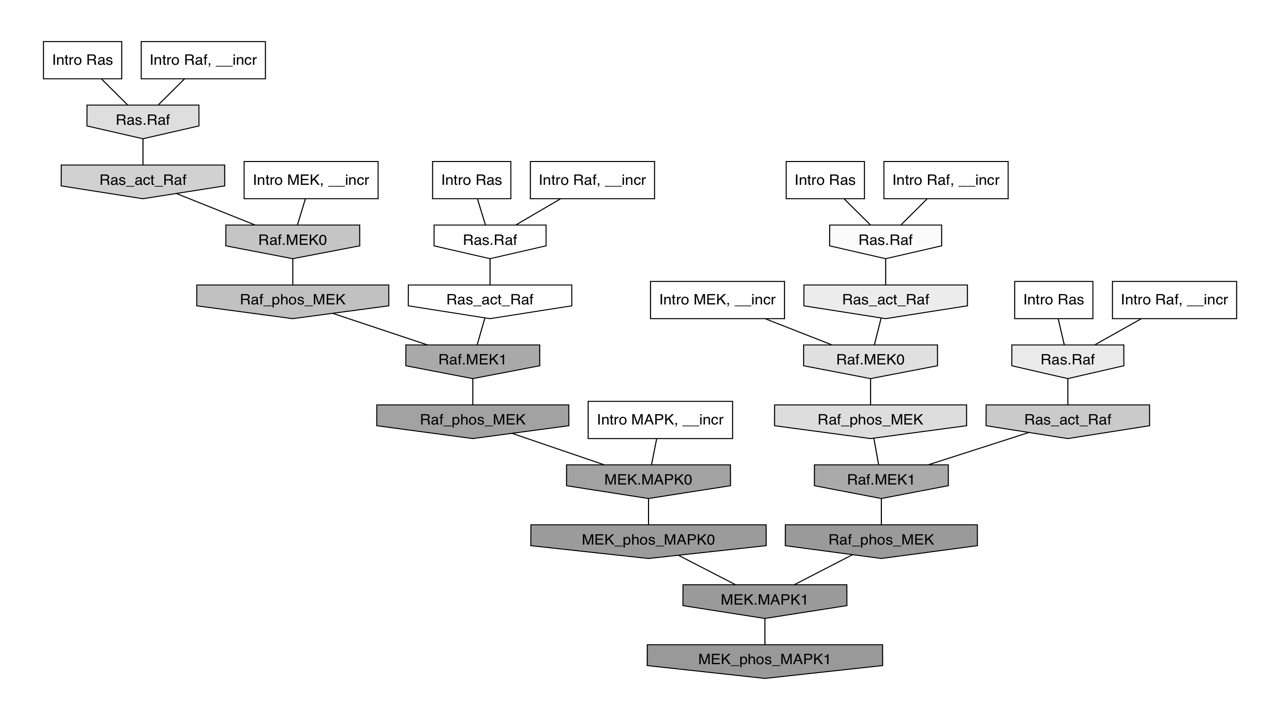 Intro Ras
Intro Raf, __incr
Ras.Raf
Ras_act_Raf
Intro MEK, __incr
Intro Ras
Intro Raf, __incr
Intro Ras
Intro Raf, __incr
Raf.MEK0
Ras.Raf
Ras.Raf
Raf_phos_MEK
Ras_act_Raf
Intro MEK, __incr
Ras_act_Raf
Intro Ras
Intro Raf, __incr
Raf.MEK1
Raf.MEK0
Ras.Raf
Raf_phos_MEK
Intro MAPK, __incr
Raf_phos_MEK
Ras_act_Raf
MEK.MAPK0
Raf.MEK1
MEK_phos_MAPK0
Raf_phos_MEK
MEK.MAPK1
MEK_phos_MAPK1